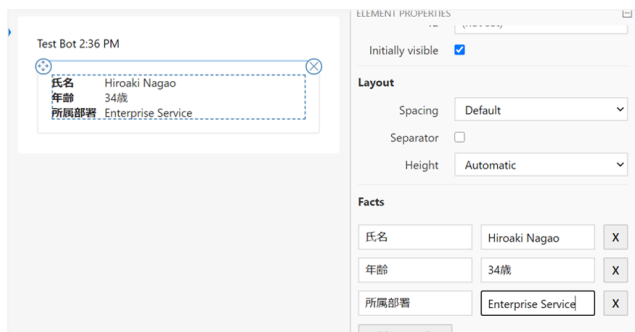 ELEMENT PROPERTIES
Initially visible
Layout
Spacing Default
Separator
Height Automatic
Facts
氏名 Hiroaki Nagao X
年齢 34歳 X
所属部署 Enterprise Service X
Test Bot 2:36 PM
氏名 Hiroaki Nagao
年齢 34歳
所属部署 Enterprise Service